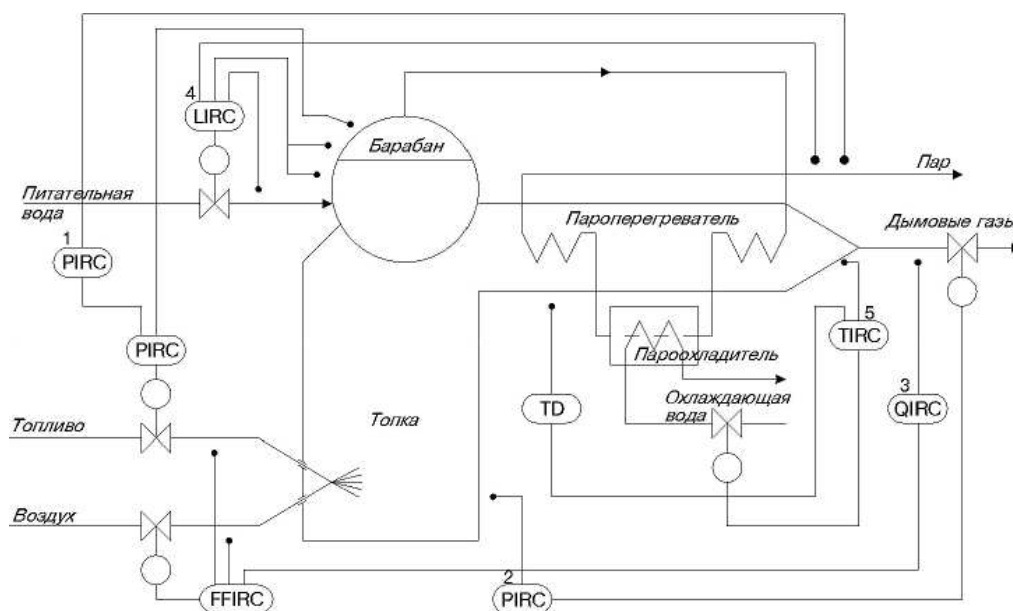 4
LIRC
Барабан
Питательная
вода
Пар
Пароперегреватель
Дымовые газы
1
PIRC
PIRC
5
TIRC
Пароохладитель
TD
Охлаждающая
вода
3
QIRC
Топливо
Топка
Воздух
FFIRC
2
PIRC